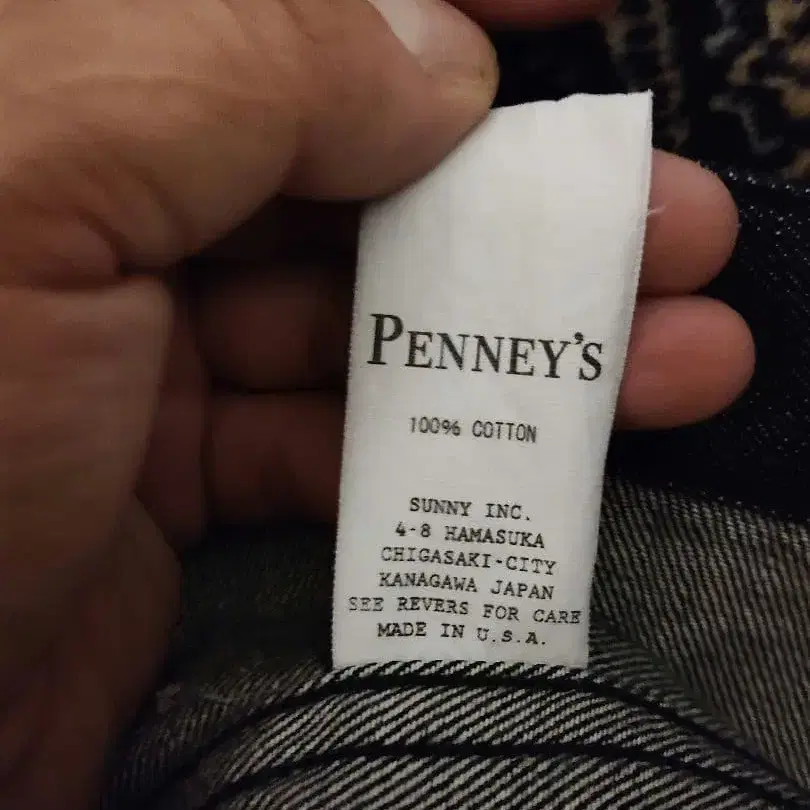 PENNEY'S
100% COTTON
SUNNY INC.
4-8 HAMASUKA
CHIGASAKI-CITY
KANAGAWA JAPAN
SEE REVERS FOR CARE
MADE IN U.S.A.